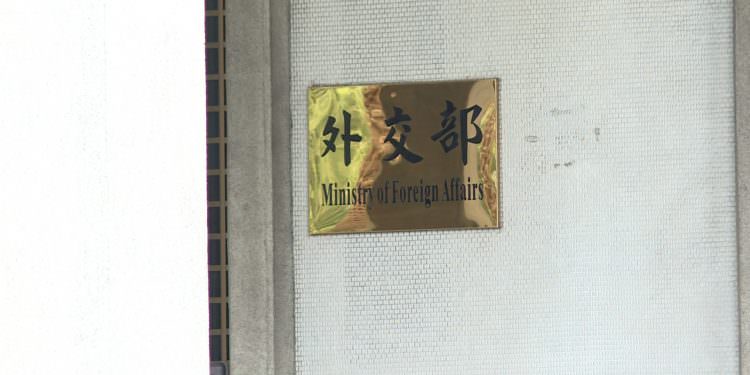 外交部
Ministry of Foreign Affairs